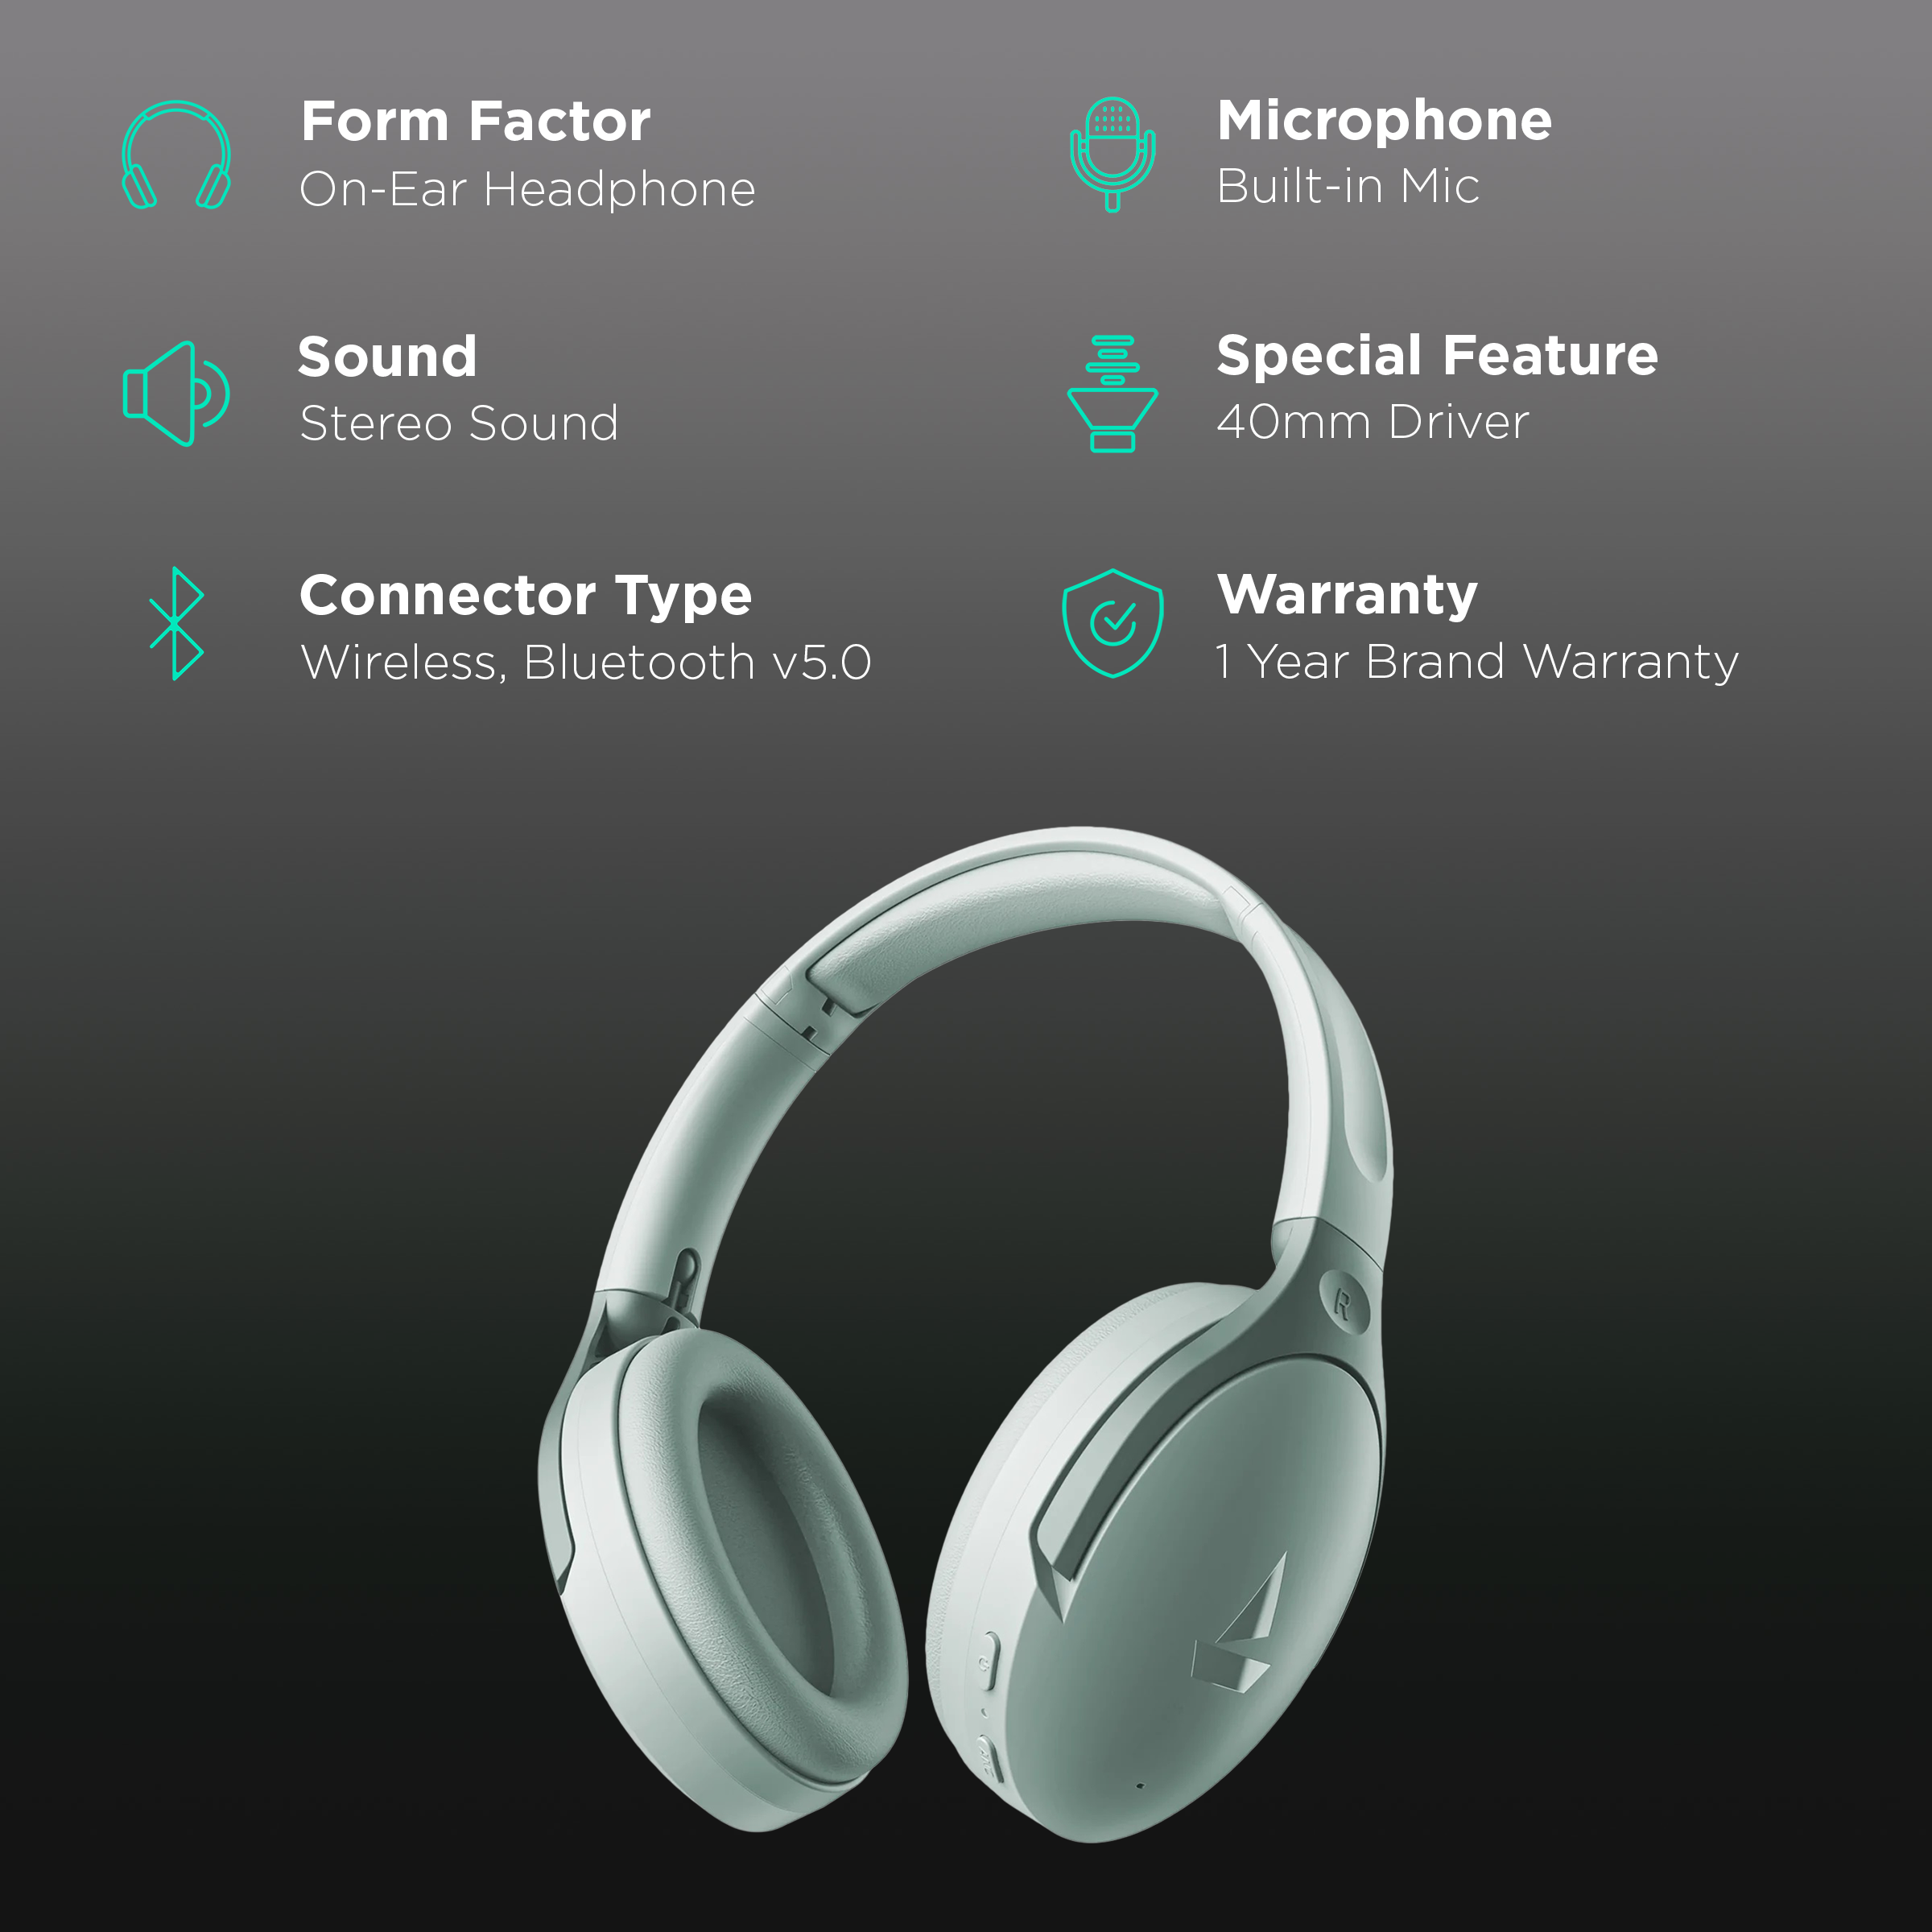 Form Factor
On-Ear Headphone
Microphone
Built-in Mic
Sound
Stereo Sound
Special Feature
40mm Driver
Connector Type
Wireless, Bluetooth v5.0
Warranty
1 Year Brand Warranty
R